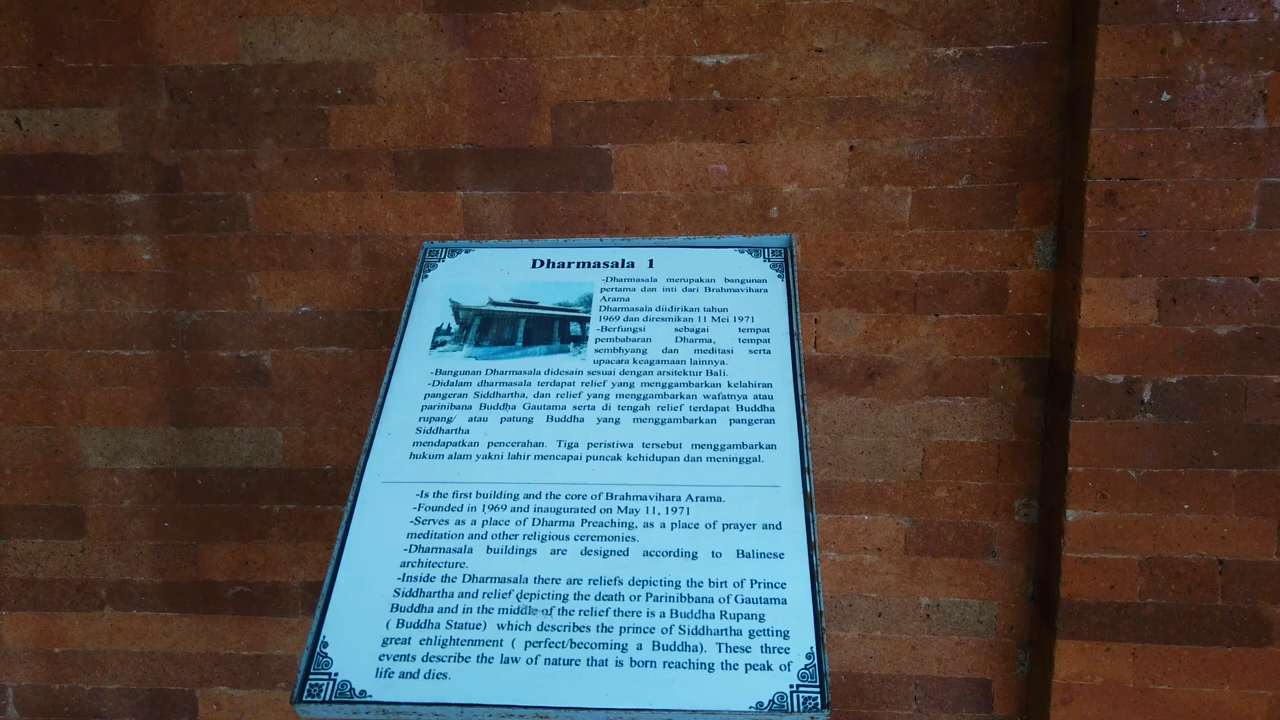 Dharmasala 1
-Dharmasala merupakan bangunan
pertama dan inti dari Brahmavihara
Arama
Dharmasala diidirikan tahun
1969 dan diresmikan 11 Mei 1971
-Berfungsi sebagai tempat
pembabaran Dharma, tempat
sembhyang dan meditasi serta
upacara keagamaan lainnya.
-Bangunan Dharmasala didesain sesuai dengan arsitektur Bali.
-Didalam dharmasala terdapat relief yang menggambarkan kelahiran
pangeran Siddhartha, dan relief yang menggambarkan wafatnya atau
parinibana Buddha Gautama serta di tengah relief terdapat Buddha
rupang/ atau patung Buddha yang menggambarkan pangeran
Siddhartha
mendapatkan pencerahan. Tiga peristiwa tersebut menggambarkan
hukum alam yakni lahir mencapai puncak kehidupan dan meninggal.
-Is the first building and the core of Brahmavihara Arama.
-Founded in 1969 and inaugurated on May 11, 1971
-Serves as a place of Dharma Preaching, as a place of prayer and
meditation and other religious ceremonies.
-Dharmasala buildings are designed according to Balinese
architecture.
-Inside the Dharmasala there are reliefs depicting the birt of Prince
Siddhartha and relief depicting the death or Parinibbana of Gautama
Buddha and in the middle of the relief there is a Buddha Rupang
( Buddha Statue) which describes the prince of Siddhartha getting
great ehlightenment ( perfect/becoming a Buddha). These three
events describe the law of nature that is born reaching the peak of
life and dies.